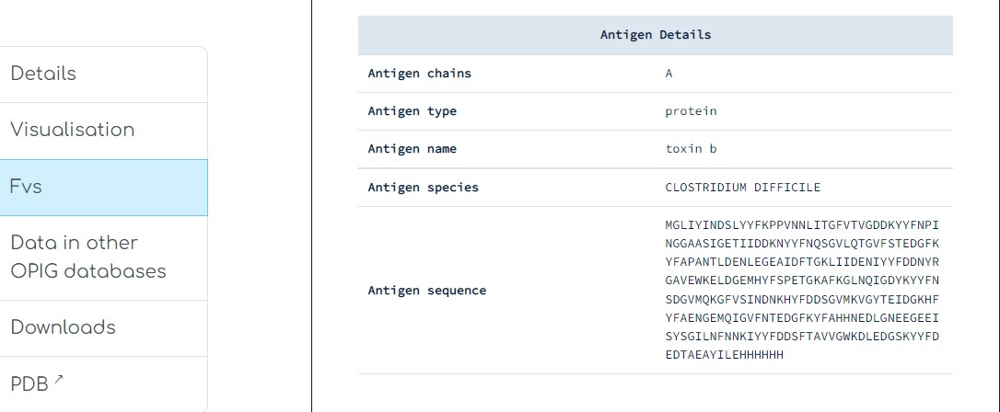 Details
Visualisation
Fvs
Data in other
OPIG databases
Downloads
PDB ↗
Antigen Details
Antigen chains A
Antigen type protein
Antigen name toxin b
Antigen species CLOSTRIDIUM DIFFICILE
Antigen sequence
MGLIYINDSLYYFKPPVNNLITGFVTVGDDKYYFNPI
NGGAASIGETIIDDKNYYFNQSGVLQTGVFSTEDGFK
YFAPANTLDENLEGEAIDFTGKLIIDENIYYFDDNYR
GAVEWKELDGEMHYFSPETGKAFKGLNQIGDYKYYFN
SDGVMQKGFVSINDNKHYFDDSGVMKVGYTEIDGKHF
YFAENGEMQIGVFNTEDGFKYFAHHNEDLGNEEGEEI
SYSGILNFNNKIYYFDDSFTAVVGWKDLEDGSKYYFD
EDTAEAYILEHHHHHH